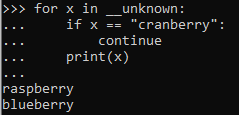 >>> for x in __unknown:
...     if x == "cranberry":
...         continue
...     print(x)
...
raspberry
blueberry